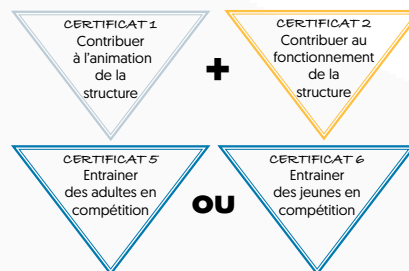 CERTIFICAT 1
Contribuer
à l'animation
de la
structure
+
CERTIFICAT 2
Contribuer au
fonctionnement
de la
structure
CERTIFICAT 5
Entrainer
des adultes en
compétition
OU
CERTIFICAT 6
Entrainer
des jeunes en
compétition